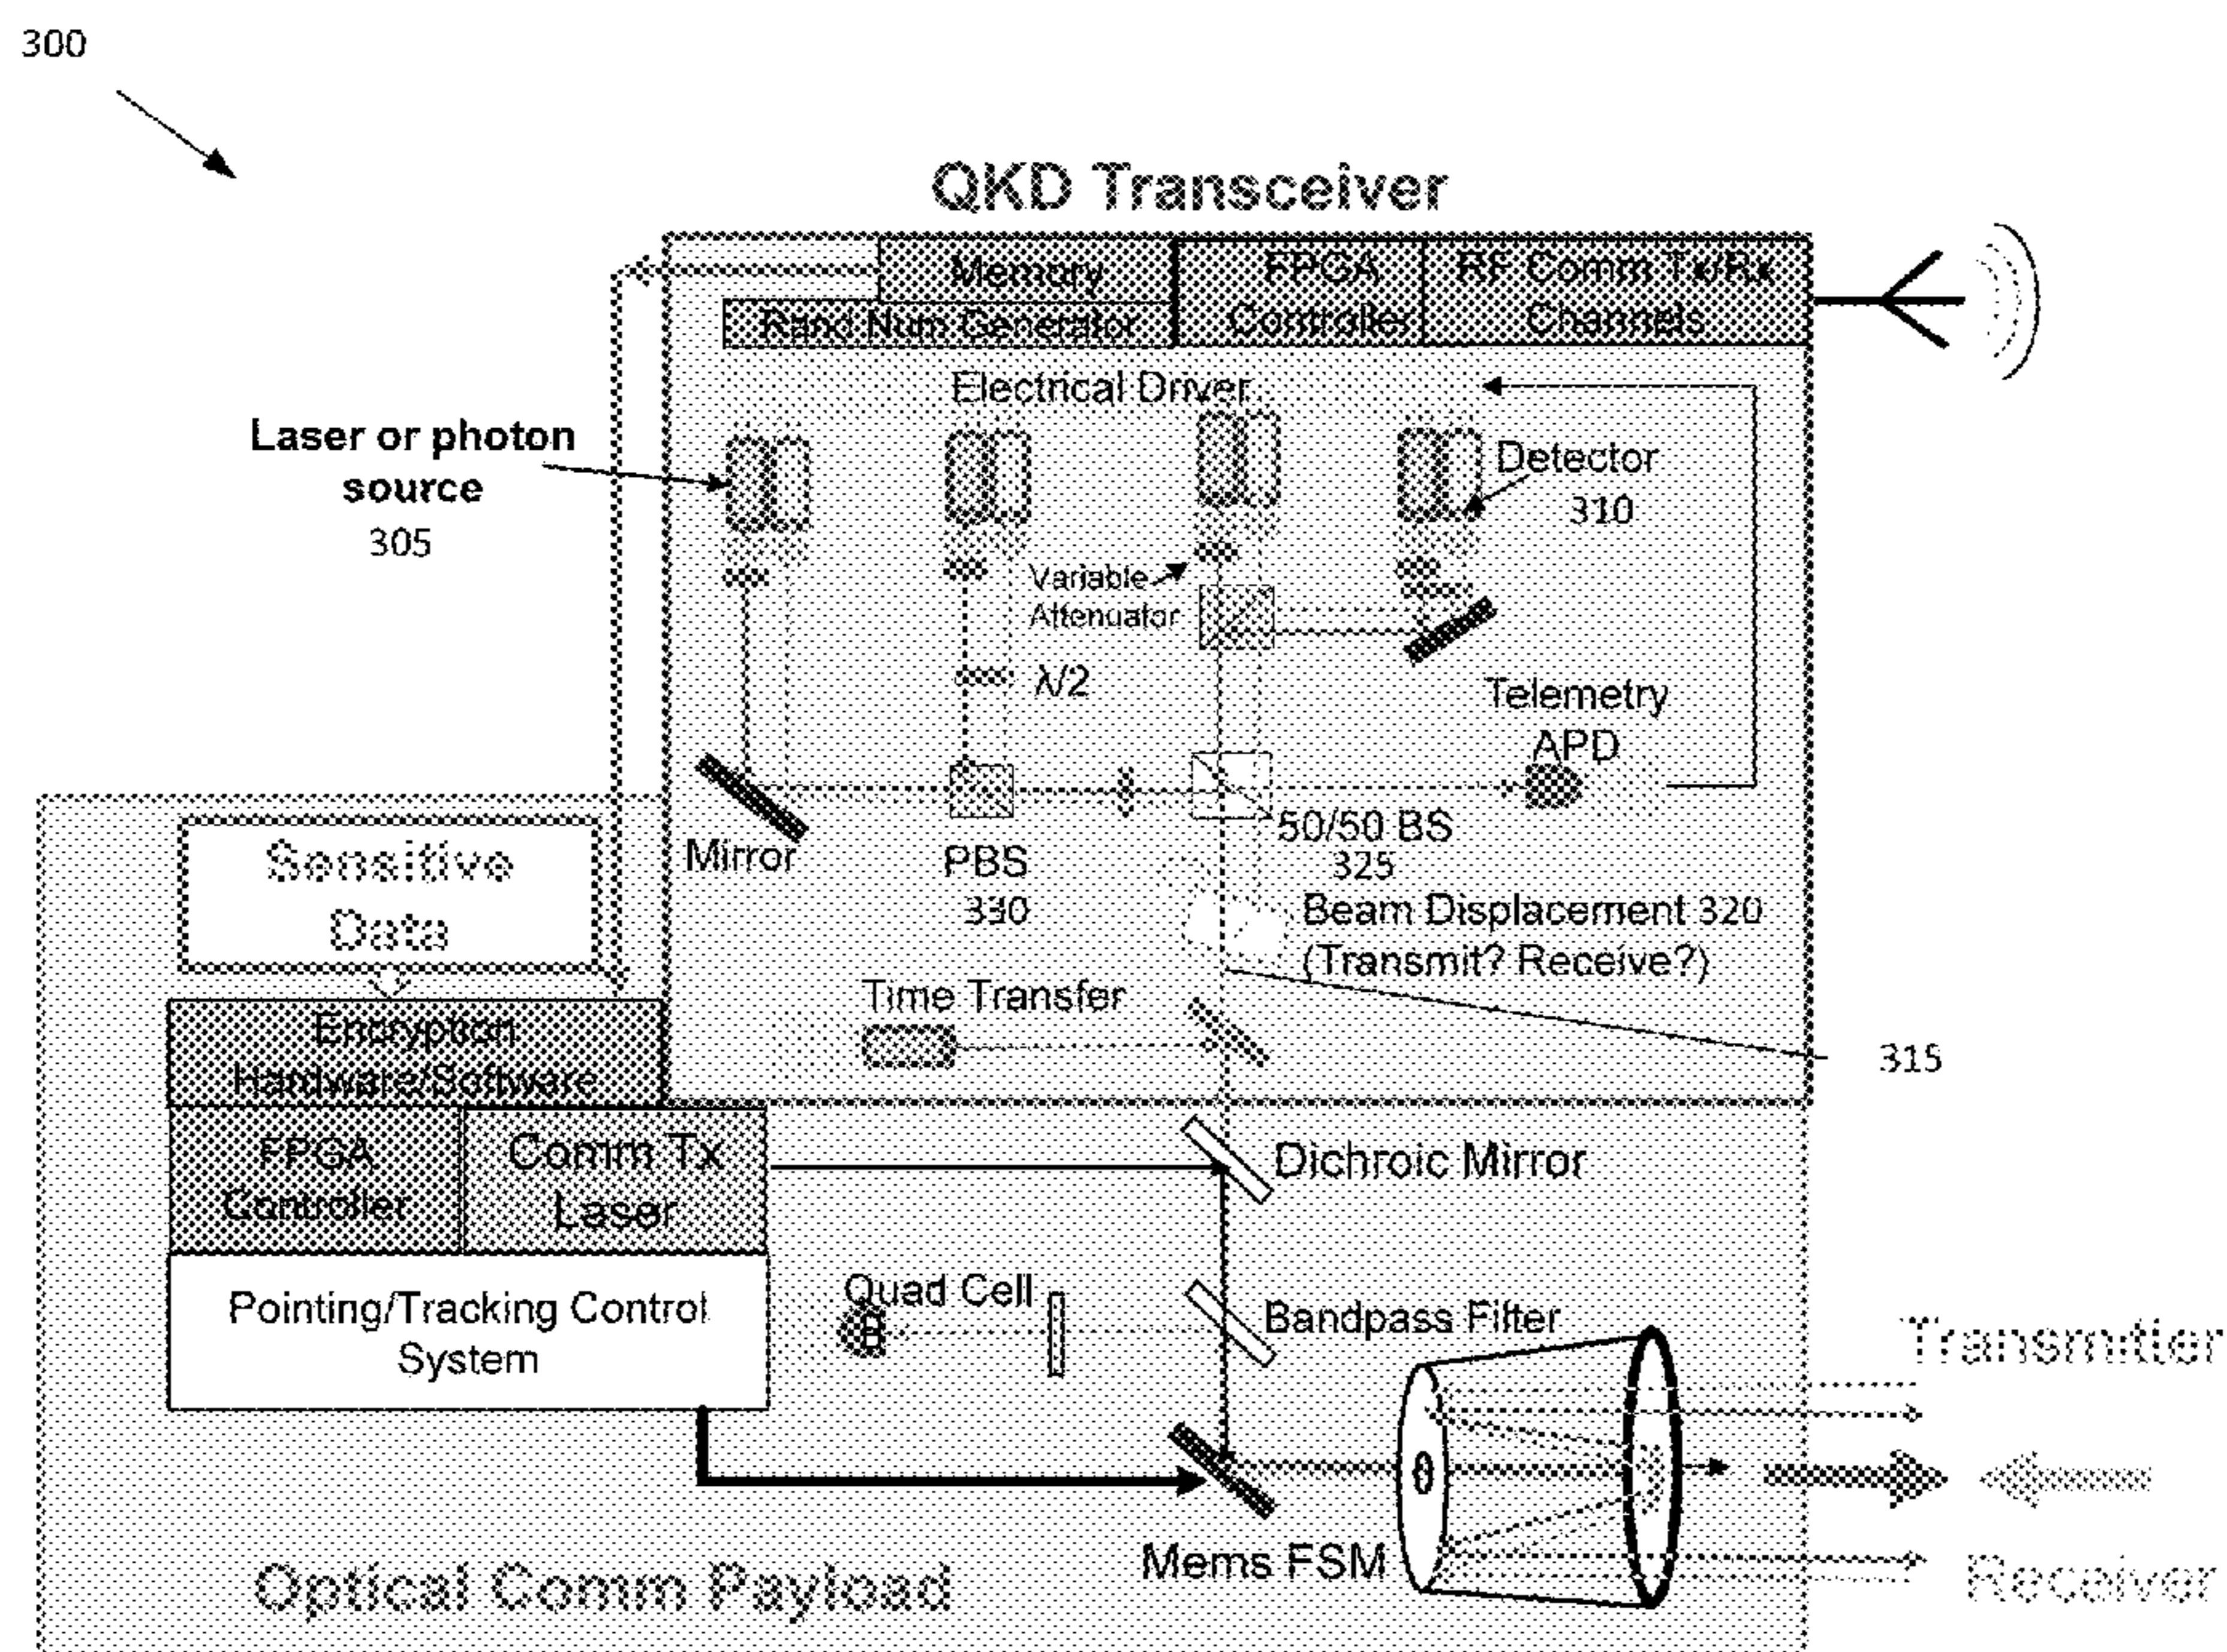 300
QKD Transceiver
Memory
FPGA
Controller
RF Comm Tx/Rx
Channels
Rand Num Generator
Electrical Driver
Laser or photon
source
305
Detector
310
Variable
Attenuator
λ/2
Telemetry
APD
Mirror
PBS
330
50/50 BS
325
Beam Displacement 320
(Transmit? Receive?)
Sensitive
Data
Time Transfer
315
Encryption
Hardware/Software
FPGA
Controller
Comm Tx
Laser
Dichroic Mirror
Pointing/Tracking Control
System
Quad Cell
Bandpass Filter
Transmitter
Mems FSM
Receiver
Optical Comm Payload